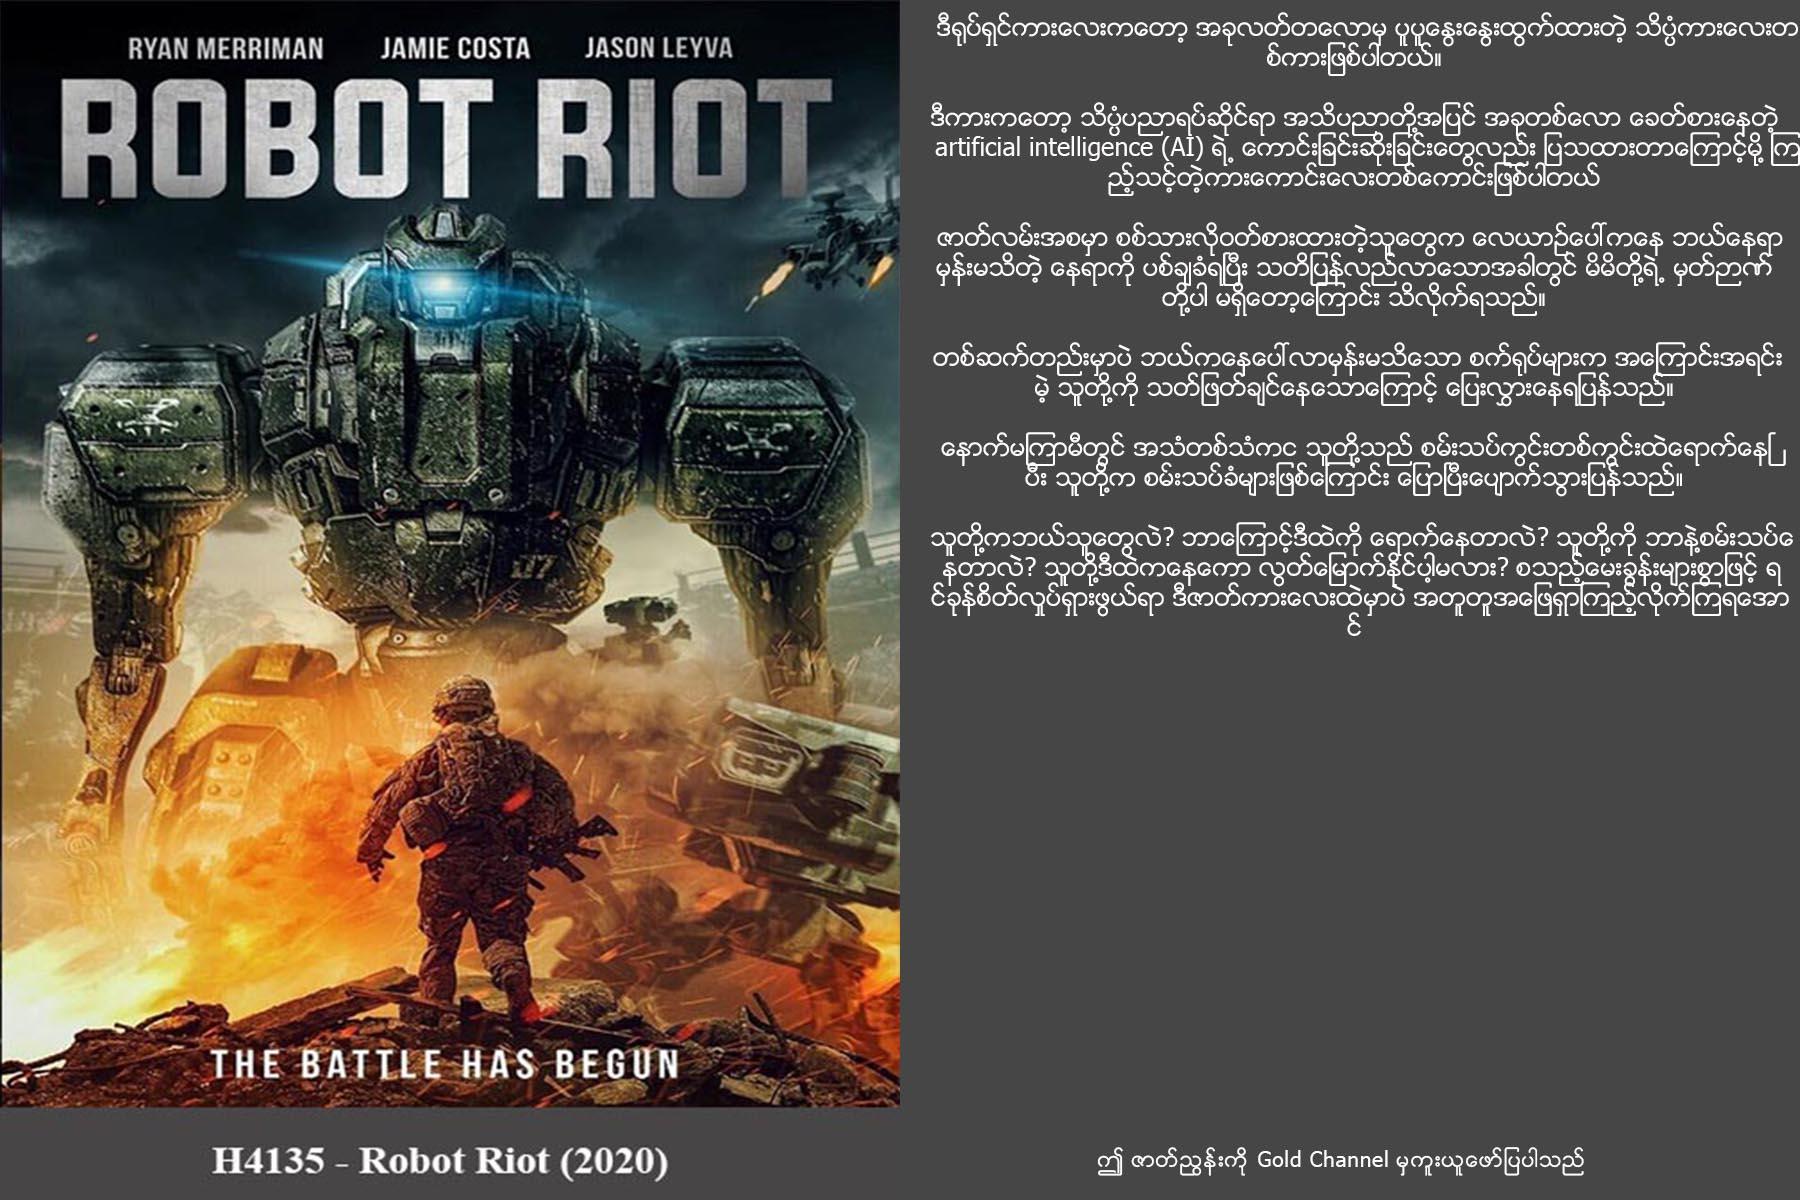 RYAN MERRIMAN JAMIE COSTA JASON LEYVA
ROBOT RIOT
THE BATTLE HAS BEGUN
H4135 - Robot Riot (2020)
ဒီရုပ်ရှင်ကားလေးကတော့ အခုလတ်တလောမှ ပူပူနွေးနွေးထွက်ထားတဲ့ သိပ္ပံကားလေးတ
စ်ကားဖြစ်ပါတယ်။
ဒီကားကတော့ သိပ္ပံပညာရပ်ဆိုင်ရာ အသိပညာတို့အပြင် အခုတစ်လော ခေတ်စားနေတဲ့
artificial intelligence (AI) ရဲ့ ကောင်းခြင်းဆိုးခြင်းတွေလည်း ပြသထားတာကြောင့်မို့ ကြ
ည့်သင့်တဲ့ကားကောင်းလေးတစ်ကောင်းဖြစ်ပါတယ်
ဇာတ်လမ်းအစမှာ စစ်သားလိုဝတ်စားထားတဲ့သူတွေက လေယာဉ်ပေါ်ကနေ ဘယ်နေရာ
မှန်းမသိတဲ့ နေရာကို ပစ်ချခံရပြီး သတိပြန်လည်လာသောအခါတွင် မိမိတို့ရဲ့ မှတ်ဉာဏ်
တို့ပါ မရှိတော့ကြောင်း သိလိုက်ရသည်။
တစ်ဆက်တည်းမှာပဲ ဘယ်ကနေပေါ်လာမှန်းမသိသော စက်ရုပ်များက အကြောင်းအရင်း
မဲ့ သူတို့ကို သတ်ဖြတ်ချင်နေသောကြောင့် ပြေးလွှားနေရပြန်သည်။
နောက်မကြာမီတွင် အသံတစ်သံကင သူတို့သည် စမ်းသပ်ကွင်းတစ်ကွင်းထဲရောက်နေပြ
ီး သူတို့က စမ်းသပ်ခံများဖြစ်ကြောင်း ပြောပြီးပျောက်သွားပြန်သည်။
သူတို့ကဘယ်သူတွေလဲ? ဘာကြောင့်ဒီထဲကို ရောက်နေတာလဲ? သူတို့ကို ဘာနဲ့စမ်းသပ်နေ
တာလဲ? သူတို့ဒီထဲကနေကော လွတ်မြောက်နိုင်ပါ့မလား? စသည့်မေးခွန်းများစွာဖြင့် ရ
င်ခုန်စိတ်လှုပ်ရှားဖွယ်ရာ ဒီဇာတ်ကားလေးထဲမှာပဲ အတူတူအဖြေရှာကြည့်လိုက်ကြရအော
င်
ဤ ဇာတ်ညွှန်းကို Gold Channel မှကူးယူဖော်ပြပါသည်